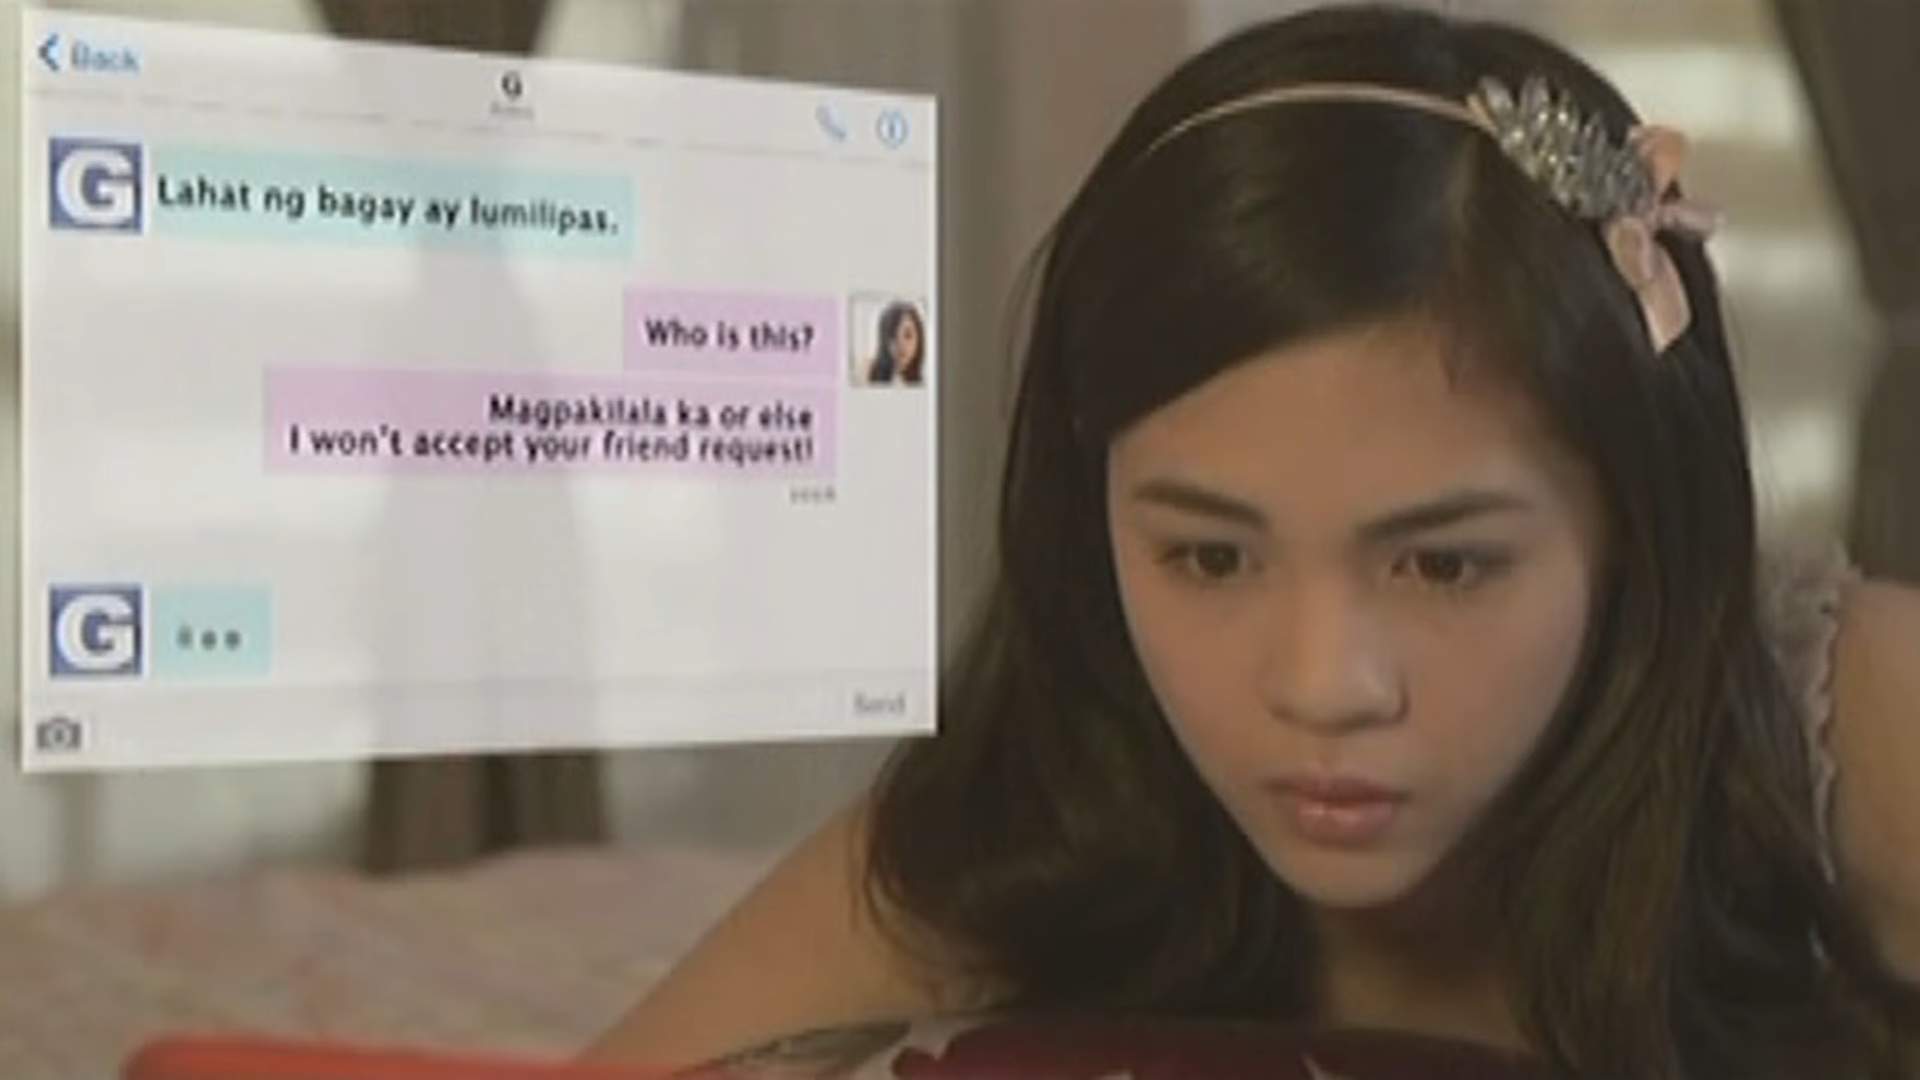 Back
G
G
Lahat ng bagay ay lumilipas.
Who is this?
Magpakilala ka or else
I won't accept your friend request!
G
Send